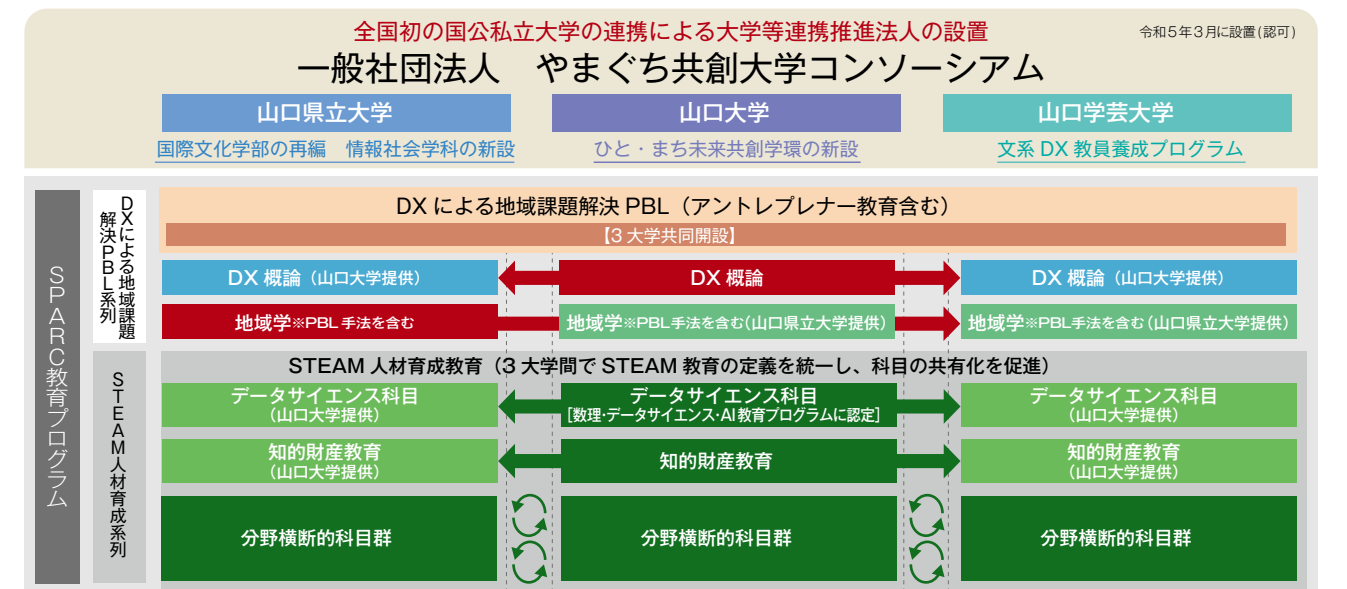 全国初の国公私立大学の連携による大学等連携推進法人の設置
令和5年3月に設置(認可)
一般社団法人　やまぐち共創大学コンソーシアム
山口県立大学
山口大学
山口学芸大学
国際文化学部の再編　情報社会学科の新設
ひと・まち未来共創学環の新設
文系 DX 教員養成プログラム
SPARC教育プログラム
DXによる地域課題
解決PBL系列
DX による地域課題解決 PBL（アントレプレナー教育含む）
【3 大学共同開設】
DX 概論（山口大学提供）
DX 概論
DX 概論（山口大学提供）
地域学※PBL 手法を含む
地域学※PBL手法を含む(山口県立大学提供)
地域学※PBL手法を含む(山口県立大学提供)
STEAM人材育成系列
STEAM 人材育成教育（3 大学間で STEAM 教育の定義を統一し、科目の共有化を促進）
データサイエンス科目
（山口大学提供）
データサイエンス科目
[数理・データサイエンス・AI教育プログラムに認定]
データサイエンス科目
（山口大学提供）
知的財産教育
（山口大学提供）
知的財産教育
知的財産教育
（山口大学提供）
分野横断的科目群
分野横断的科目群
分野横断的科目群